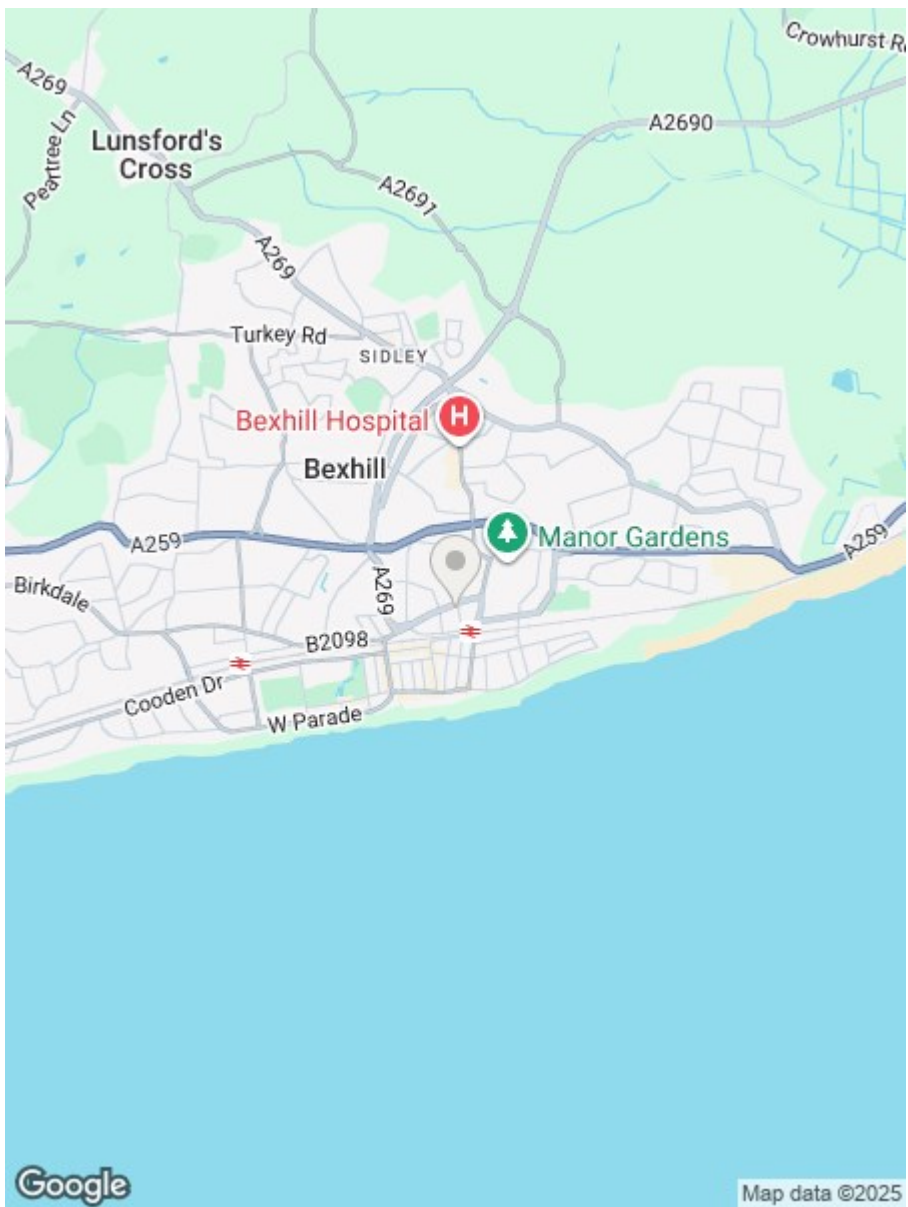 Crowhurst R
A269
Peartree Ln
A2690
Lunsford's
Cross
A2691
A269
Turkey Rd
SIDLEY
H
Bexhill Hospital
Bexhill
Manor Gardens
A259
A259
Birkdale
A269
B2098
Cooden Dr
W Parade
Google
Map data ©2025